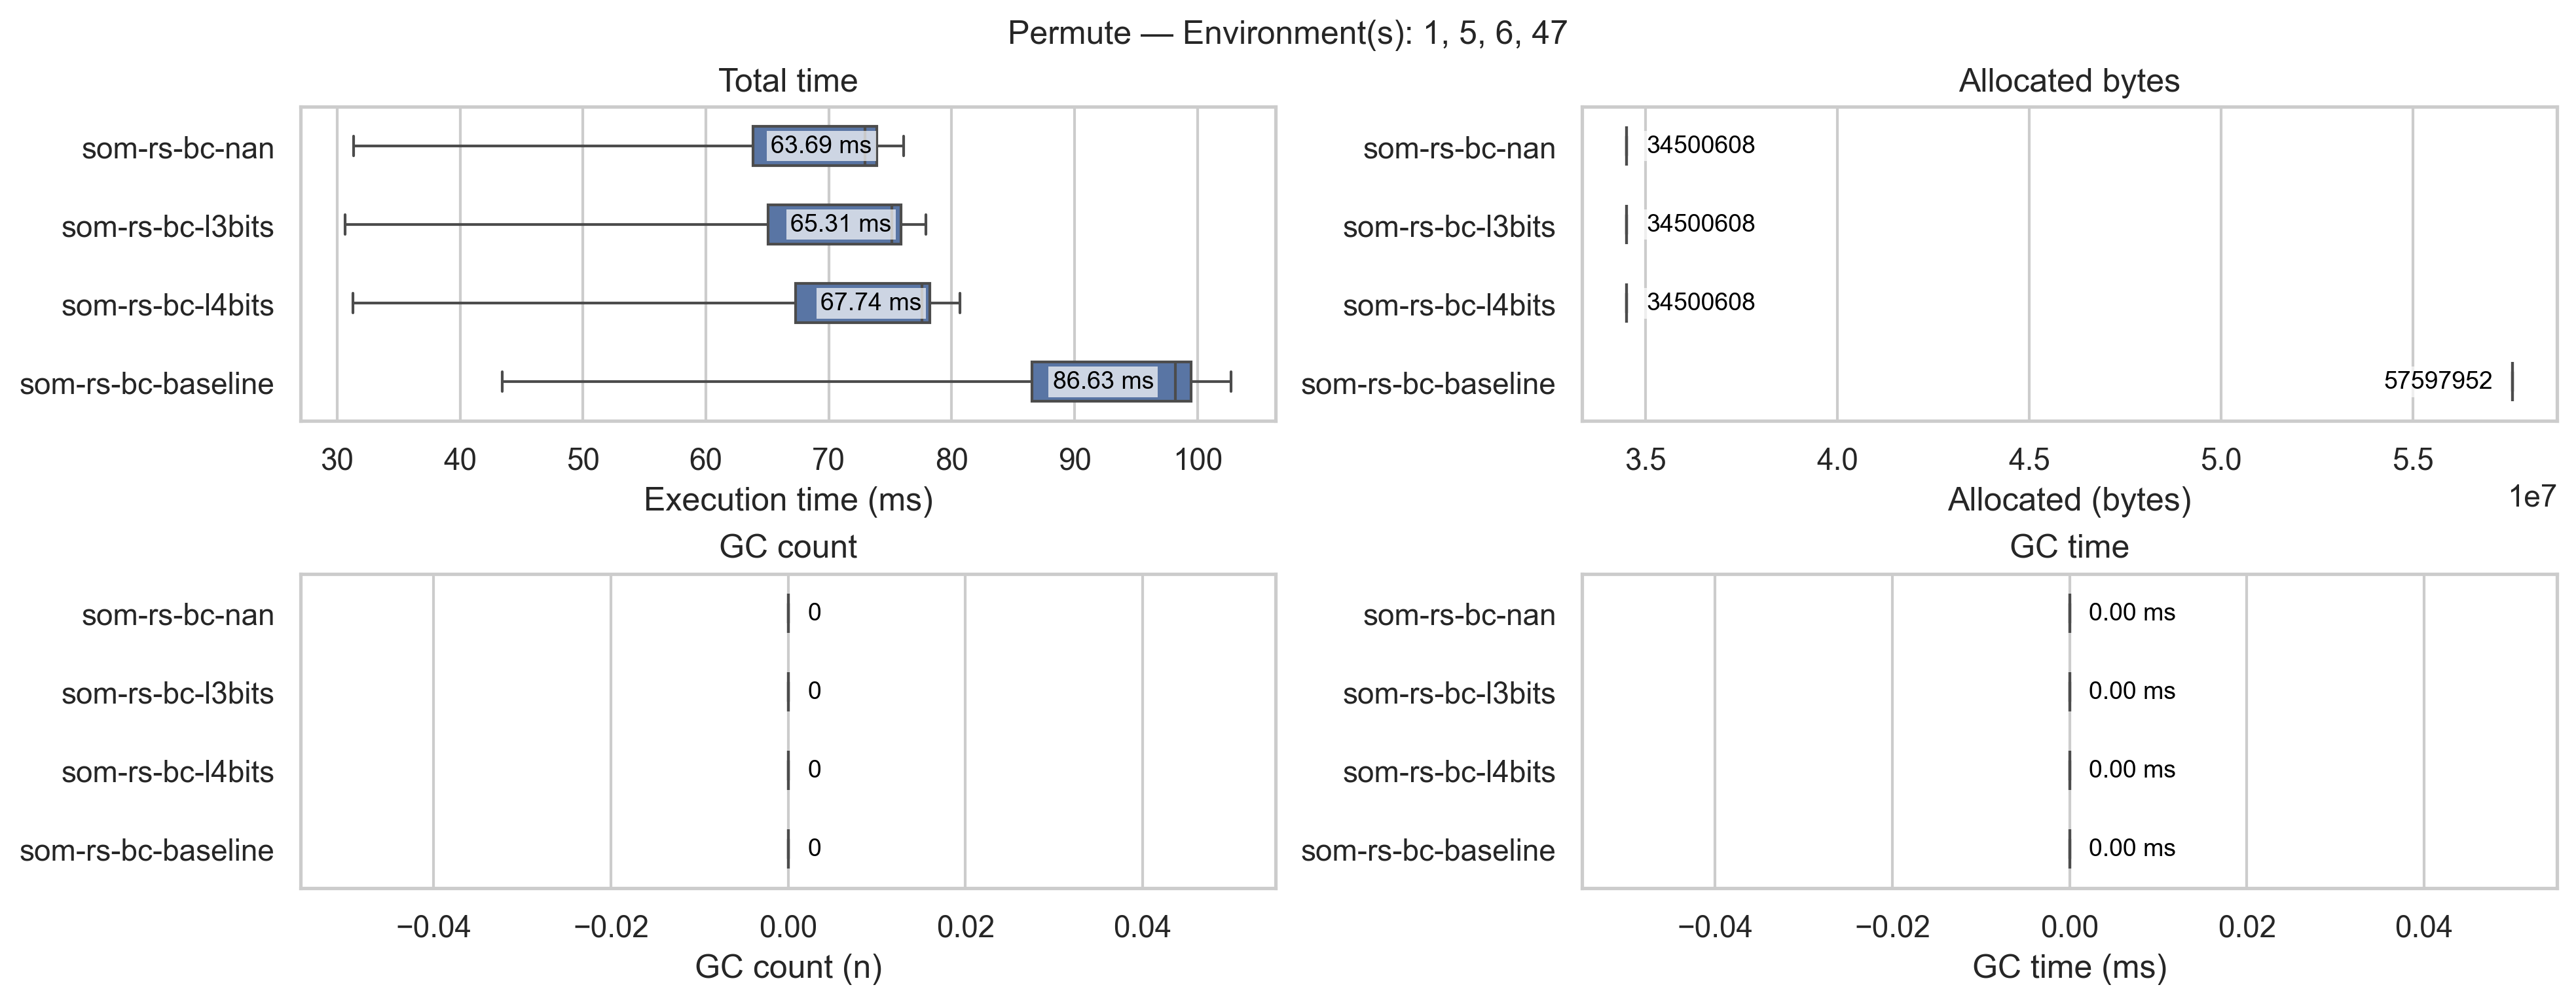 Permute — Environment(s): 1, 5, 6, 47
Total time
som-rs-bc-nan
63.69 ms
som-rs-bc-l3bits
65.31 ms
som-rs-bc-l4bits
67.74 ms
som-rs-bc-baseline
86.63 ms
30 40 50 60 70 80 90 100
Execution time (ms)
Allocated bytes
som-rs-bc-nan
34500608
som-rs-bc-l3bits
34500608
som-rs-bc-l4bits
34500608
som-rs-bc-baseline
57597952
3.5 4.0 4.5 5.0 5.5
1e7
Allocated (bytes)
GC count
som-rs-bc-nan
0
som-rs-bc-l3bits
0
som-rs-bc-l4bits
0
som-rs-bc-baseline
0
−0.04 −0.02 0.00 0.02 0.04
GC count (n)
GC time
som-rs-bc-nan
0.00 ms
som-rs-bc-l3bits
0.00 ms
som-rs-bc-l4bits
0.00 ms
som-rs-bc-baseline
0.00 ms
−0.04 −0.02 0.00 0.02 0.04
GC time (ms)